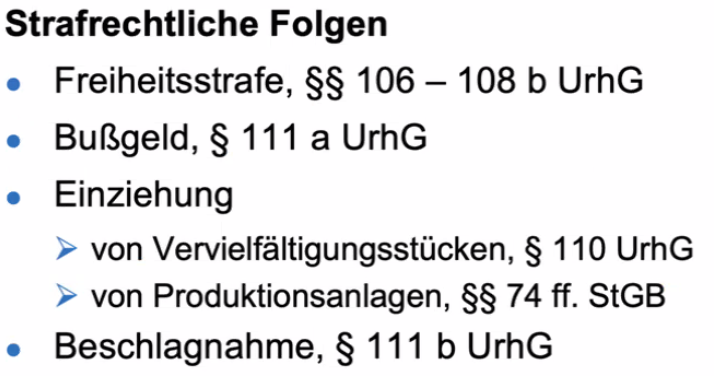 Strafrechtliche Folgen
• Freiheitsstrafe, §§ 106 – 108 b UrhG
• Bußgeld, § 111 a UrhG
• Einziehung
➢ von Vervielfältigungsstücken, § 110 UrhG
➢ von Produktionsanlagen, §§ 74 ff. StGB
• Beschlagnahme, § 111 b UrhG